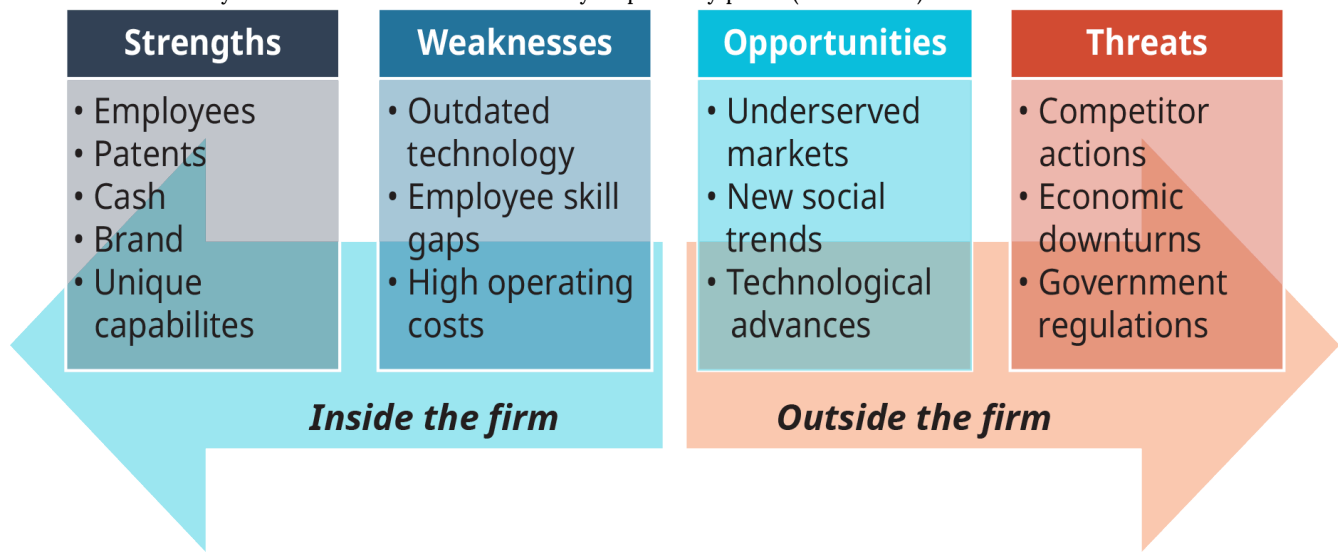 Strengths
• Employees
• Patents
• Cash
• Brand
• Unique
capabilites
Weaknesses
• Outdated
technology
• Employee skill
gaps
• High operating
costs
Opportunities
• Underserved
markets
• New social
trends
• Technological
advances
Threats
• Competitor
actions
• Economic
downturns
• Government
regulations
Inside the firm
Outside the firm